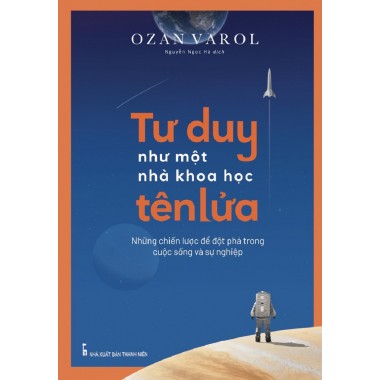 OZAN VAROL
Nguyễn Ngọc Hà dịch
Tư duy
như một
nhà khoa học
tên lửa
Những chiến lược để đột phá trong
cuộc sống và sự nghiệp
NHÀ XUẤT BẢN THANH NIÊN